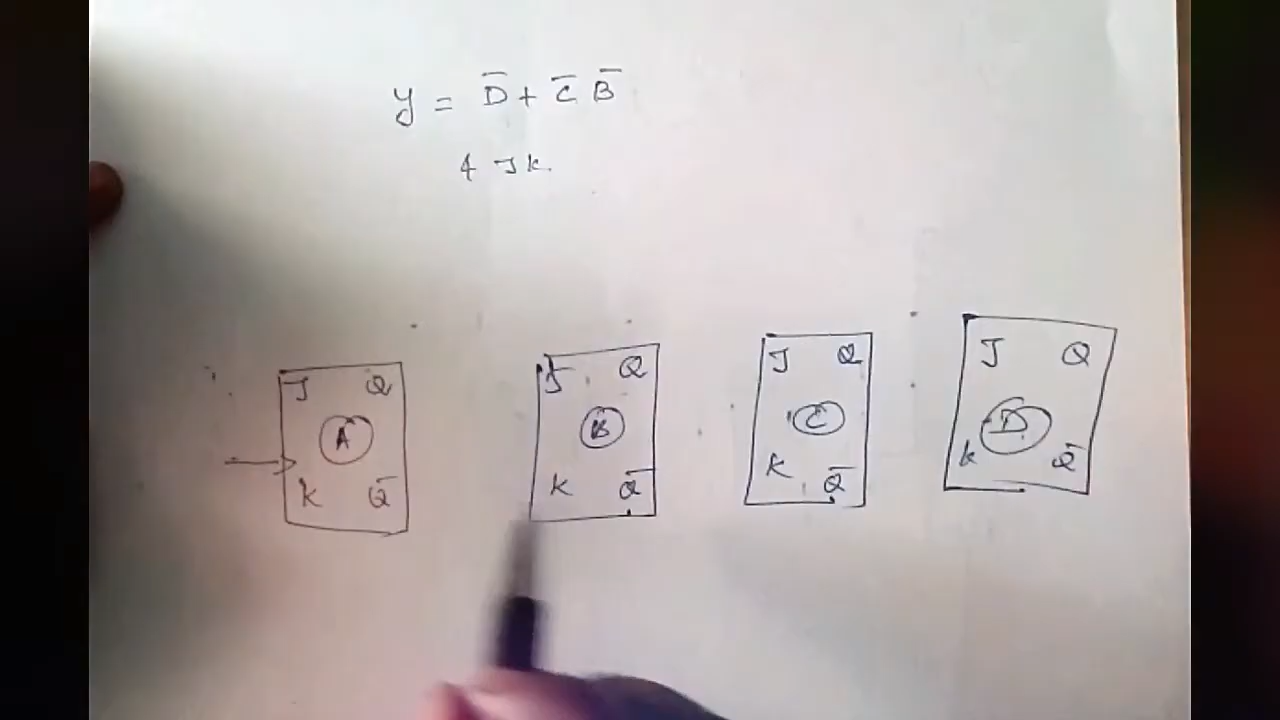 y = D̅ + C̅ B̅
4 JK.
J Q J Q J Q J Q
A B C D
K Q̅ K Q̅ K Q̅ K Q̅